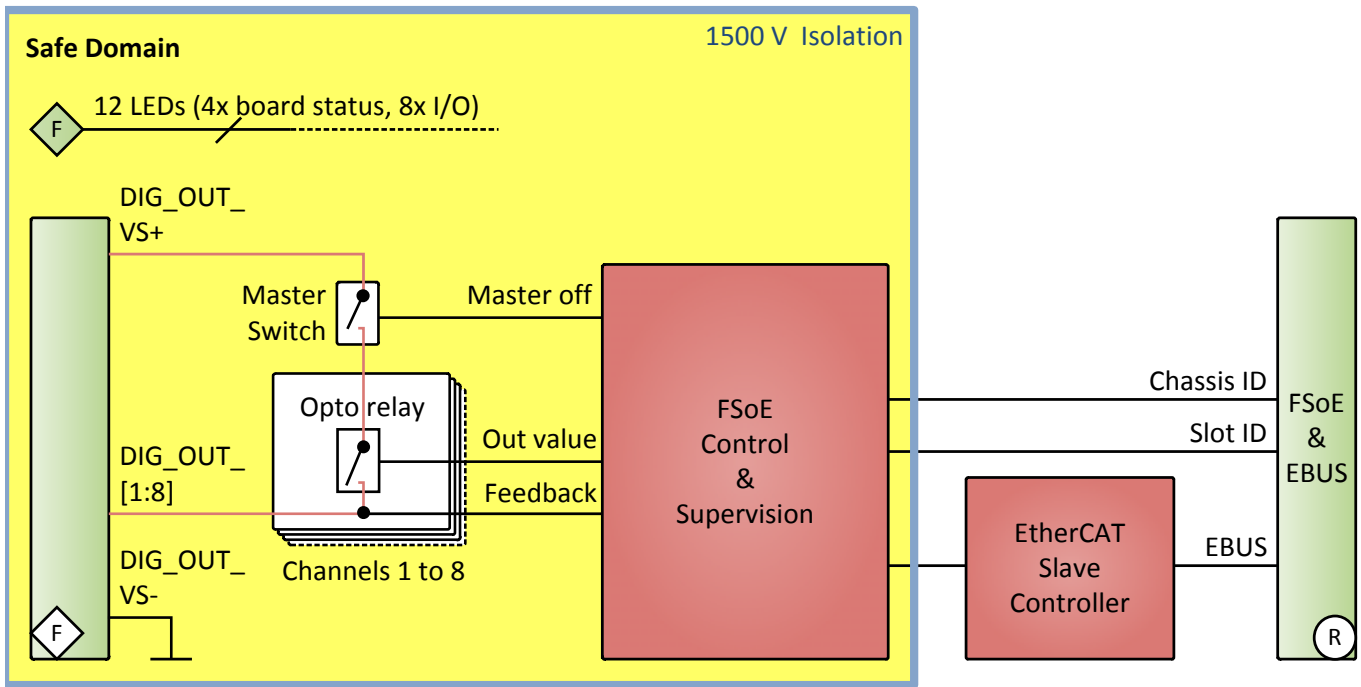 Safe Domain
1500 V  Isolation
12 LEDs (4x board status, 8x I/O)
F
DIG_OUT_
VS+
Master
Switch
Master off
Opto relay
Out value
Feedback
DIG_OUT_
[1:8]
Channels 1 to 8
DIG_OUT_
VS-
F
FSoE
Control
&
Supervision
Chassis ID
Slot ID
EBUS
EtherCAT
Slave
Controller
FSoE
&
EBUS
R